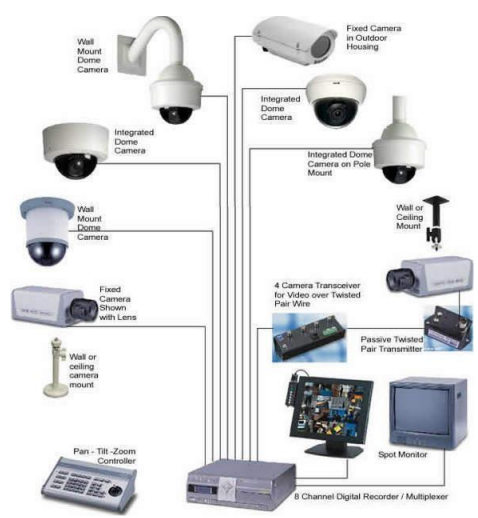 Wall
Mount
Dome
Camera
Fixed Camera
in Outdoor
Housing
Integrated
Dome
Camera
Integrated
Dome
Camera
Integrated Dome
Camera on Pole
Mount
Wall
Mount
Dome
Camera
Wall or
Ceiling
Mount
Fixed
Camera
Shown
with Lens
4 Camera Transceiver
for Video over Twisted
Pair Wire
Passive Twisted
Pair Transmitter
Wall or
ceiling
camera
mount
Spot Monitor
Pan - Tilt -Zoom
Controller
8 Channel Digital Recorder / Multiplexer